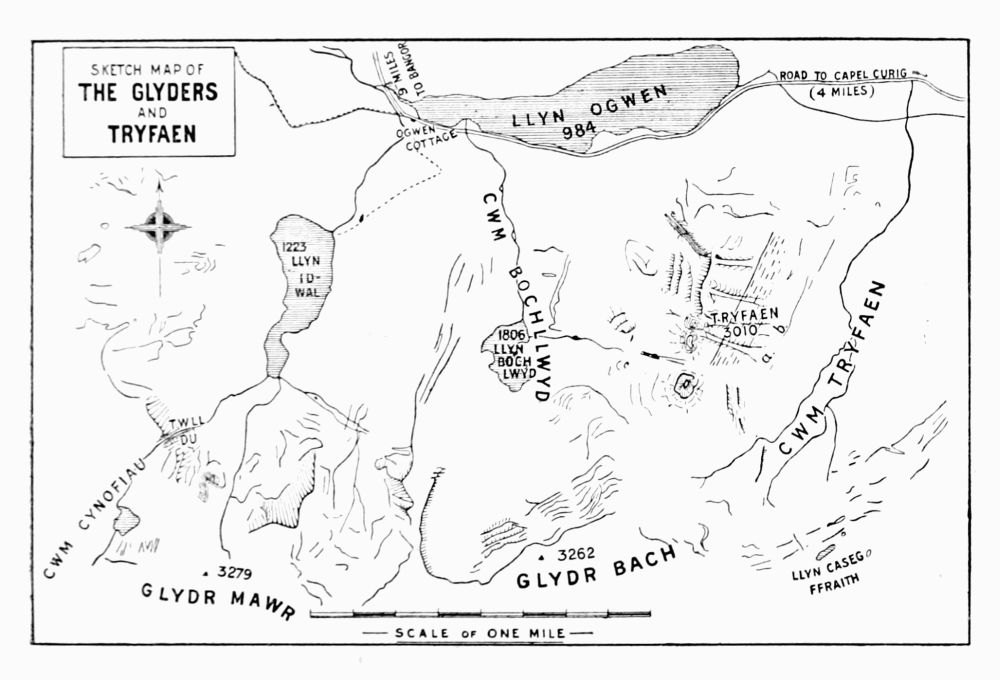 SKETCH MAP OF
THE GLYDERS
AND
TRYFAEN
9 MILES
TO BANGOR
OGWEN
COTTAGE
LLYN OGWEN
984
ROAD TO CAPEL CURIG
(4 MILES)
1223
LLYN
ID-
WAL
CWM BOCHLLWYD
1806
LLYN
BOCH
LWYD
TRYFAEN
3010
b
a
CWM TRYFAEN
TWLL
DU
CWM CYNOFIAU
3279
GLYDR MAWR
3262
GLYDR BACH
LLYN CASEG
FFRAITH
SCALE OF ONE MILE